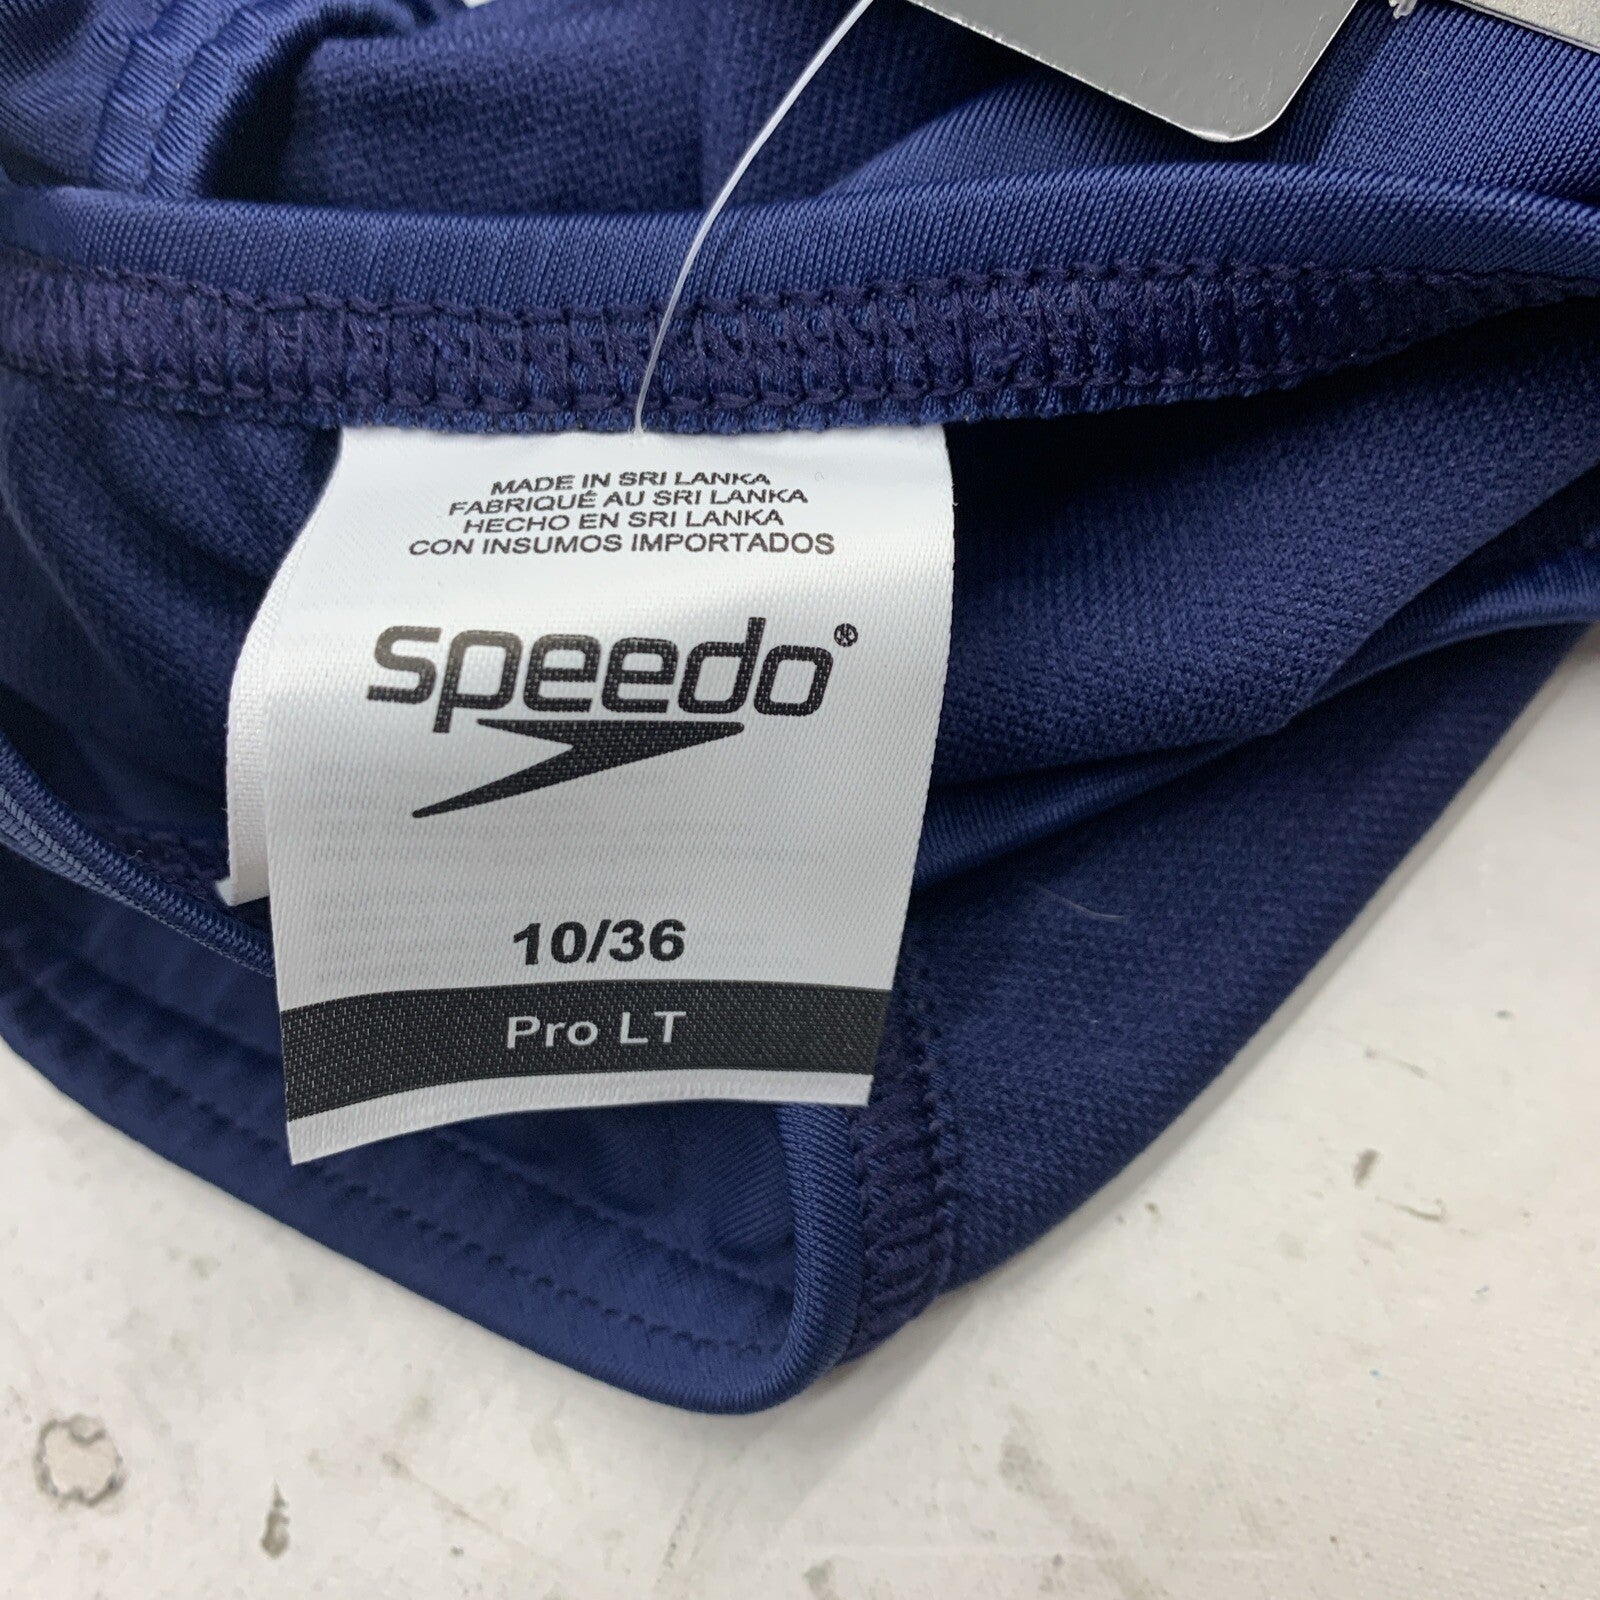 MADE IN SRI LANKA
FABRIQUÉ AU SRI LANKA
HECHO EN SRI LANKA
CON INSUMOS IMPORTADOS
speedo®
10/36
Pro LT